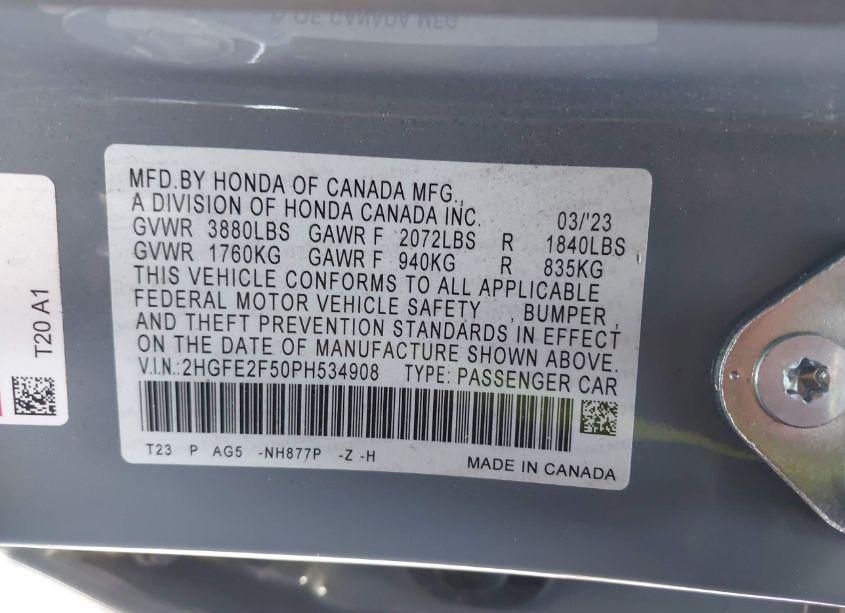 A OF CANADA MFG
MFD.BY HONDA OF CANADA MFG.,
A DIVISION OF HONDA CANADA INC. 03/'23
GVWR 3880LBS GAWR F 2072LBS R 1840LBS
GVWR 1760KG GAWR F 940KG R 835KG
THIS VEHICLE CONFORMS TO ALL APPLICABLE
FEDERAL MOTOR VEHICLE SAFETY , BUMPER ,
AND THEFT PREVENTION STANDARDS IN EFFECT
ON THE DATE OF MANUFACTURE SHOWN ABOVE.
V.I.N.:2HGFE2F50PH534908 TYPE: PASSENGER CAR
T23 P AG5 -NH877P -Z -H
MADE IN CANADA
T20 A1